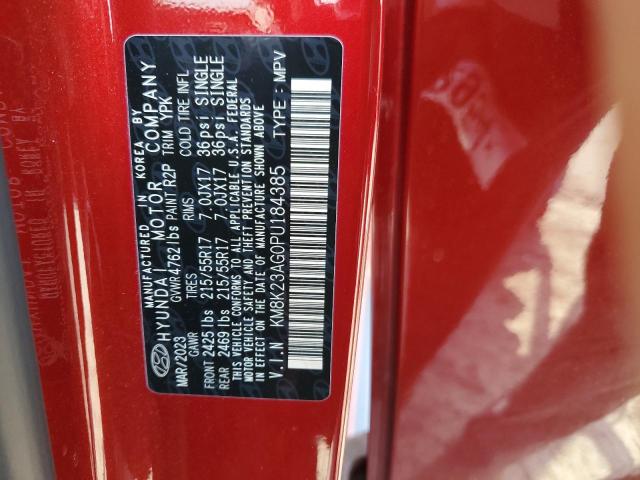 MANUFACTURED IN KOREA BY
HYUNDAI MOTOR COMPANY
MAR/2023 GVWR 4762 lbs PAINT R2P TRIM YPK
GAWR RIMS COLD TIRE INFL
FRONT 2425 lbs 215/55R17 7.0JX17 36psi SINGLE
REAR 2469 lbs 215/55R17 7.0JX17 36psi SINGLE
THIS VEHICLE CONFORMS TO ALL APPLICABLE U.S.A. FEDERAL
MOTOR VEHICLE SAFETY AND THEFT PREVENTION STANDARDS
IN EFFECT ON THE DATE OF MANUFACTURE SHOWN ABOVE
V.I.N KM8K23AG0PU184385 TYPE: MPV